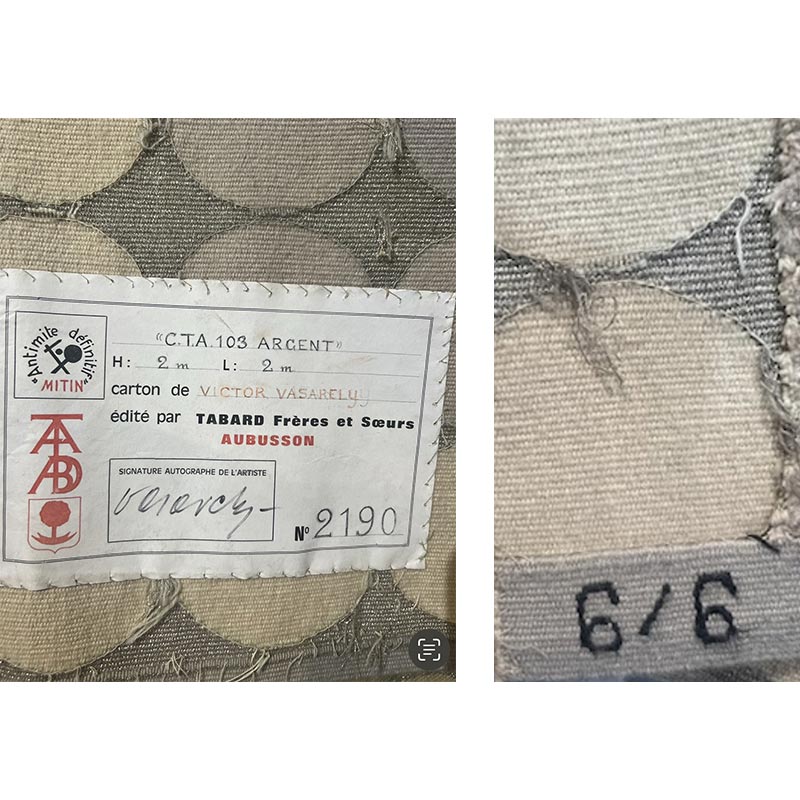 "Antimite définitif"
MITIN
"C.T.A. 103 ARGENT"
H: 2 m L: 2 m
carton de VICTOR VASARELY
édité par TABARD Frères et Sœurs
AUBUSSON
TABARD
SIGNATURE AUTOGRAPHE DE L'ARTISTE
Vasarely
N° 2190
6/6